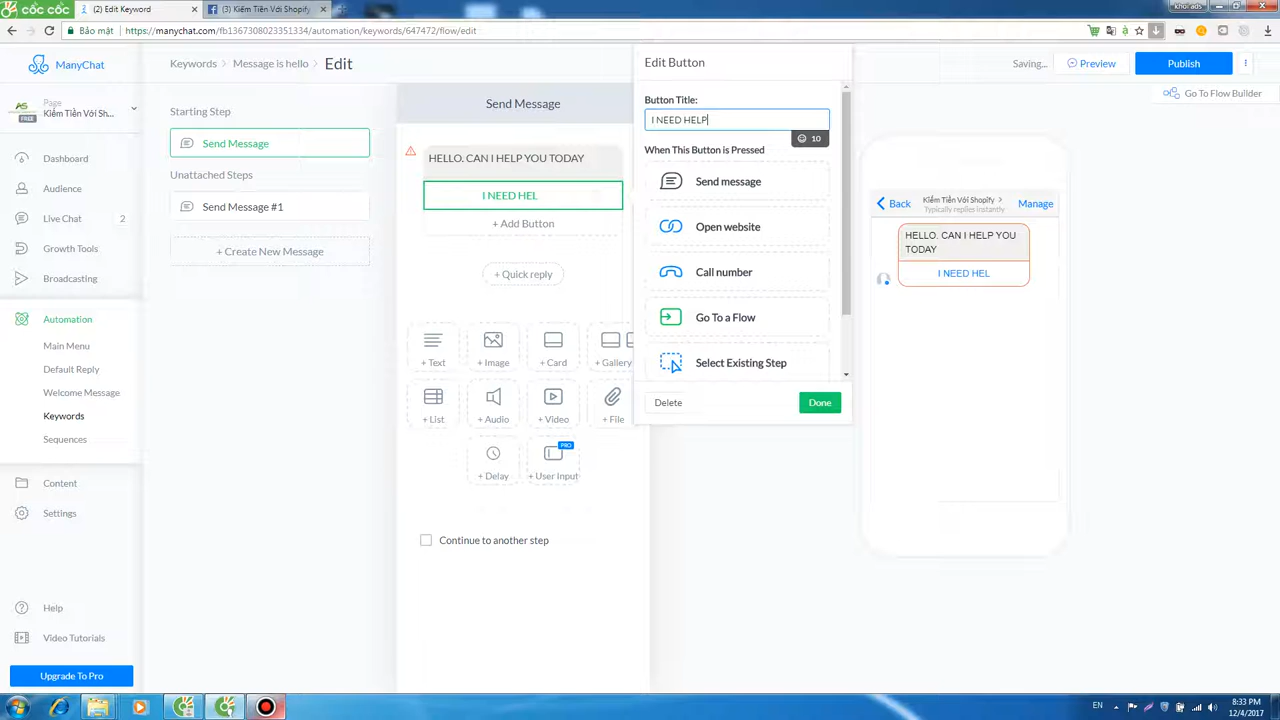 cốc cốc
(2) Edit Keyword
(3) Kiếm Tiền Với Shopify
khoi ads
Bảo mật
https://manychat.com/fb1367308023351334/automation/keywords/647472/flow/edit
ManyChat
Keywords
Message is hello
Edit
Saving...
Preview
Publish
Go To Flow Builder
Page
Kiếm Tiền Với Sh...
FREE
Dashboard
Audience
Live Chat
2
Growth Tools
Broadcasting
Automation
Main Menu
Default Reply
Welcome Message
Keywords
Sequences
Content
Settings
Help
Video Tutorials
Upgrade To Pro
Starting Step
Send Message
Unattached Steps
Send Message #1
+ Create New Message
Send Message
HELLO. CAN I HELP YOU TODAY
I NEED HEL
+ Add Button
+ Quick reply
+ Text
+ Image
+ Card
+ Gallery
+ List
+ Audio
+ Video
+ File
PRO
+ Delay
+ User Input
Continue to another step
Edit Button
Button Title:
I NEED HELP
10
When This Button is Pressed
Send message
Open website
Call number
Go To a Flow
Select Existing Step
Delete
Done
Back
Kiếm Tiền Với Shopify >
Typically replies instantly
Manage
HELLO. CAN I HELP YOU
TODAY
I NEED HEL
EN
8:33 PM
12/4/2017